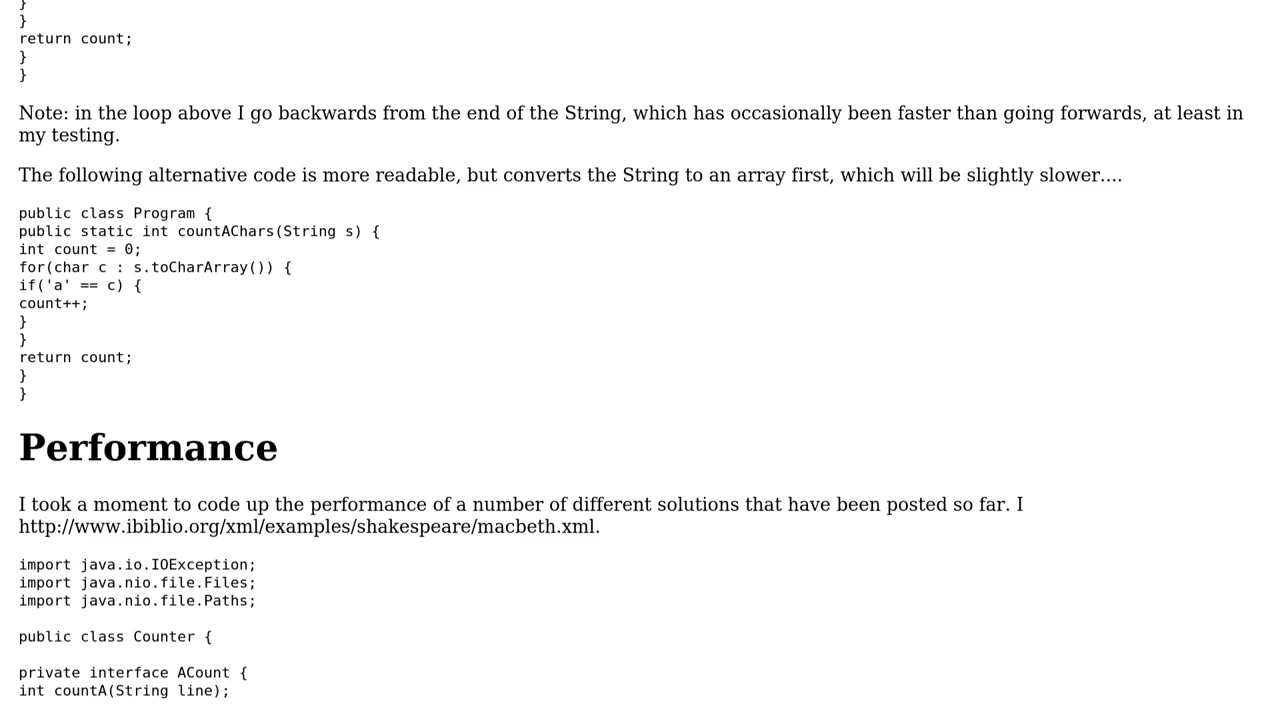 }
}
return count;
}
}
Note: in the loop above I go backwards from the end of the String, which has occasionally been faster than going forwards, at least in
my testing.
The following alternative code is more readable, but converts the String to an array first, which will be slightly slower....
public class Program {
public static int countAChars(String s) {
int count = 0;
for(char c : s.toCharArray()) {
if('a' == c) {
count++;
}
}
return count;
}
}
Performance
I took a moment to code up the performance of a number of different solutions that have been posted so far. I
http://www.ibiblio.org/xml/examples/shakespeare/macbeth.xml.
import java.io.IOException;
import java.nio.file.Files;
import java.nio.file.Paths;
public class Counter {
private interface ACount {
int countA(String line);